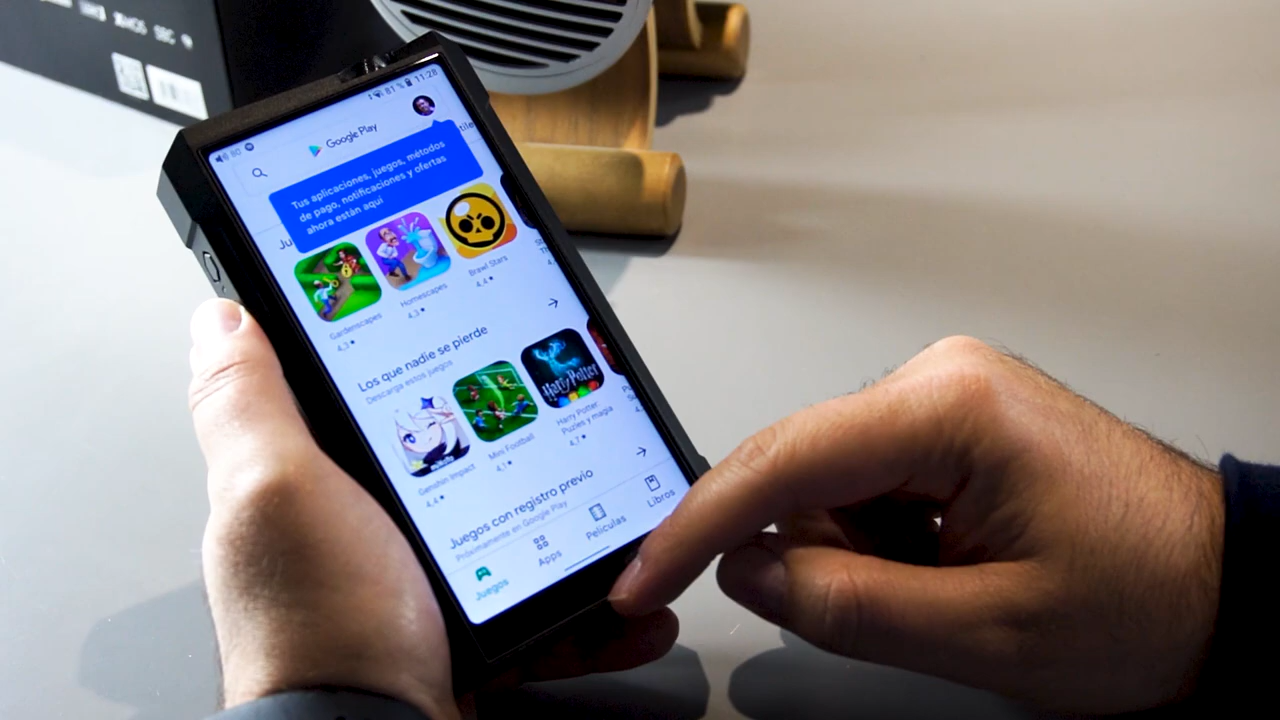 SBC
80
81 %
11:28
Google Play
Tus aplicaciones, juegos, métodos
de pago, notificaciones y ofertas
ahora están aquí
Ju
Gardenscapes
4,3★
Homescapes
4,3★
Brawl Stars
4,4★
Los que nadie se pierde
Descarga estos juegos
Genshin Impact
4,4★
Mini Football
4,1★
Harry Potter
Harry Potter:
Puzles y magia
4,7★
Juegos con registro previo
Próximamente en Google Play
Juegos
Apps
Películas
Libros